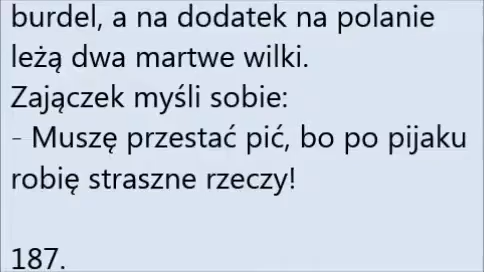 burdel, a na dodatek na polanie
leżą dwa martwe wilki.
Zajączek myśli sobie:
- Muszę przestać pić, bo po pijaku
robię straszne rzeczy!
187.